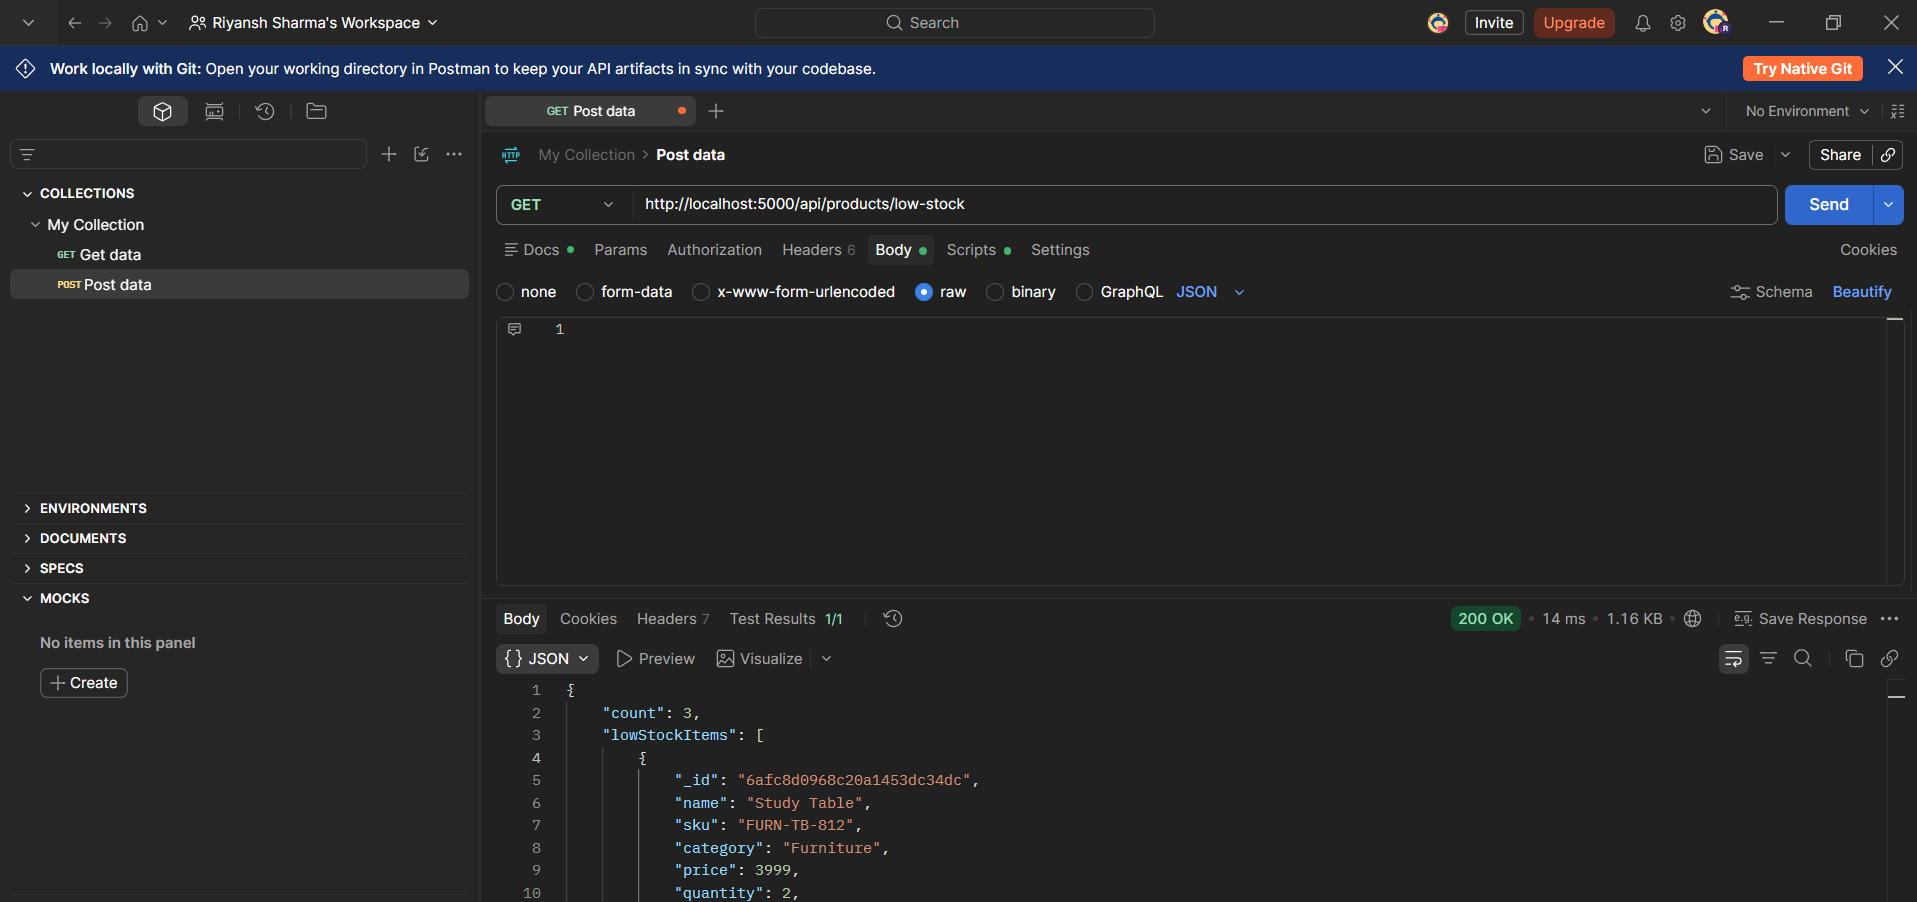 Riyansh Sharma's Workspace
Search
Invite
Upgrade
R
Work locally with Git: Open your working directory in Postman to keep your API artifacts in sync with your codebase.
Try Native Git
GET Post data
No Environment
COLLECTIONS
My Collection
GET Get data
POST Post data
ENVIRONMENTS
DOCUMENTS
SPECS
MOCKS
No items in this panel
Create
HTTP My Collection > Post data
Save
Share
GET
http://localhost:5000/api/products/low-stock
Send
Docs Params Authorization Headers 6 Body Scripts Settings
Cookies
none form-data x-www-form-urlencoded raw binary GraphQL JSON
Schema Beautify
1
Body Cookies Headers 7 Test Results 1/1
200 OK • 14 ms • 1.16 KB
e.g. Save Response
{} JSON Preview Visualize
1 {
2 "count": 3,
3 "lowStockItems": [
4 {
5 "_id": "6afc8d0968c20a1453dc34dc",
6 "name": "Study Table",
7 "sku": "FURN-TB-812",
8 "category": "Furniture",
9 "price": 3999,
10 "quantity": 2,